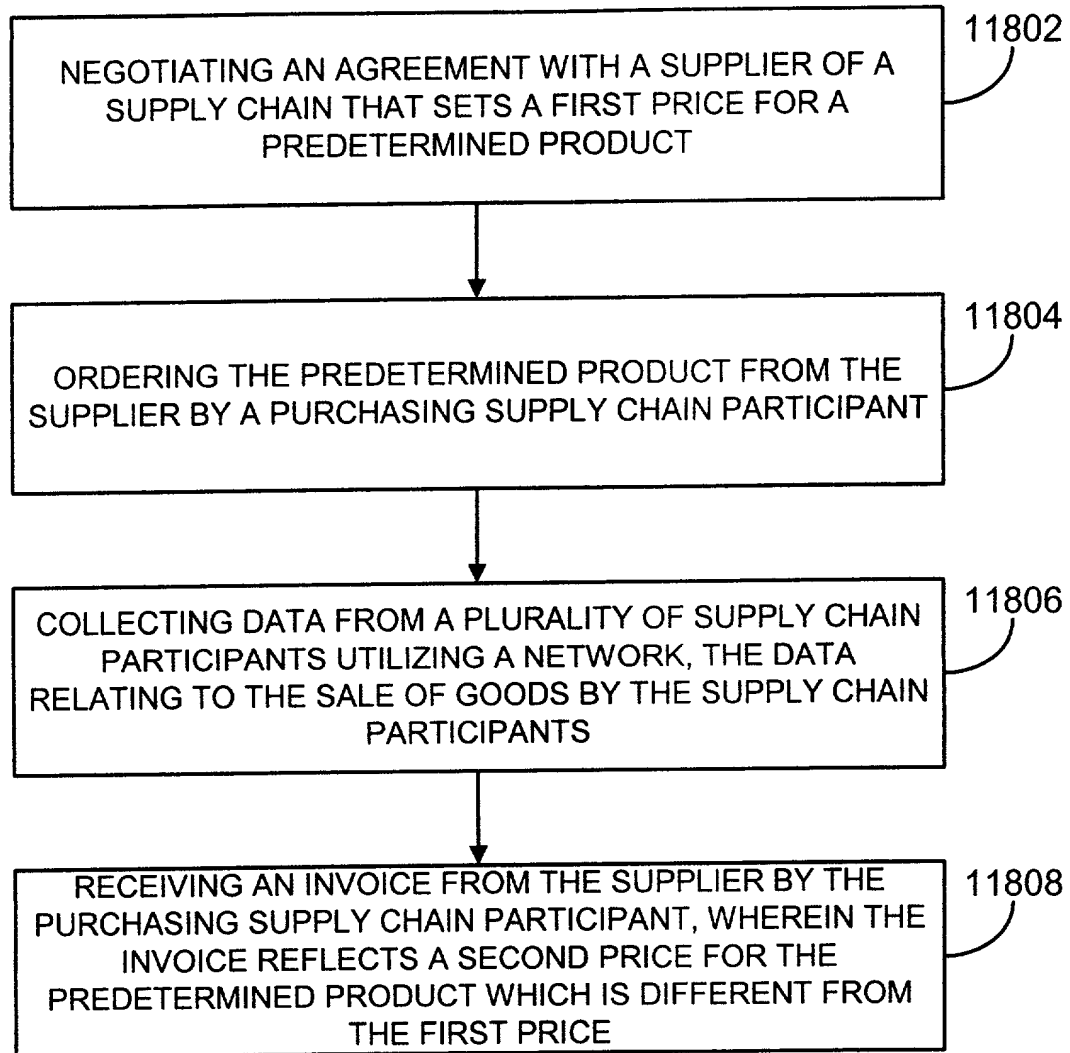 11802
NEGOTIATING AN AGREEMENT WITH A SUPPLIER OF A
SUPPLY CHAIN THAT SETS A FIRST PRICE FOR A
PREDETERMINED PRODUCT
11804
ORDERING THE PREDETERMINED PRODUCT FROM THE
SUPPLIER BY A PURCHASING SUPPLY CHAIN PARTICIPANT
11806
COLLECTING DATA FROM A PLURALITY OF SUPPLY CHAIN
PARTICIPANTS UTILIZING A NETWORK, THE DATA
RELATING TO THE SALE OF GOODS BY THE SUPPLY CHAIN
PARTICIPANTS
11808
RECEIVING AN INVOICE FROM THE SUPPLIER BY THE
PURCHASING SUPPLY CHAIN PARTICIPANT, WHEREIN THE
INVOICE REFLECTS A SECOND PRICE FOR THE
PREDETERMINED PRODUCT WHICH IS DIFFERENT FROM
THE FIRST PRICE